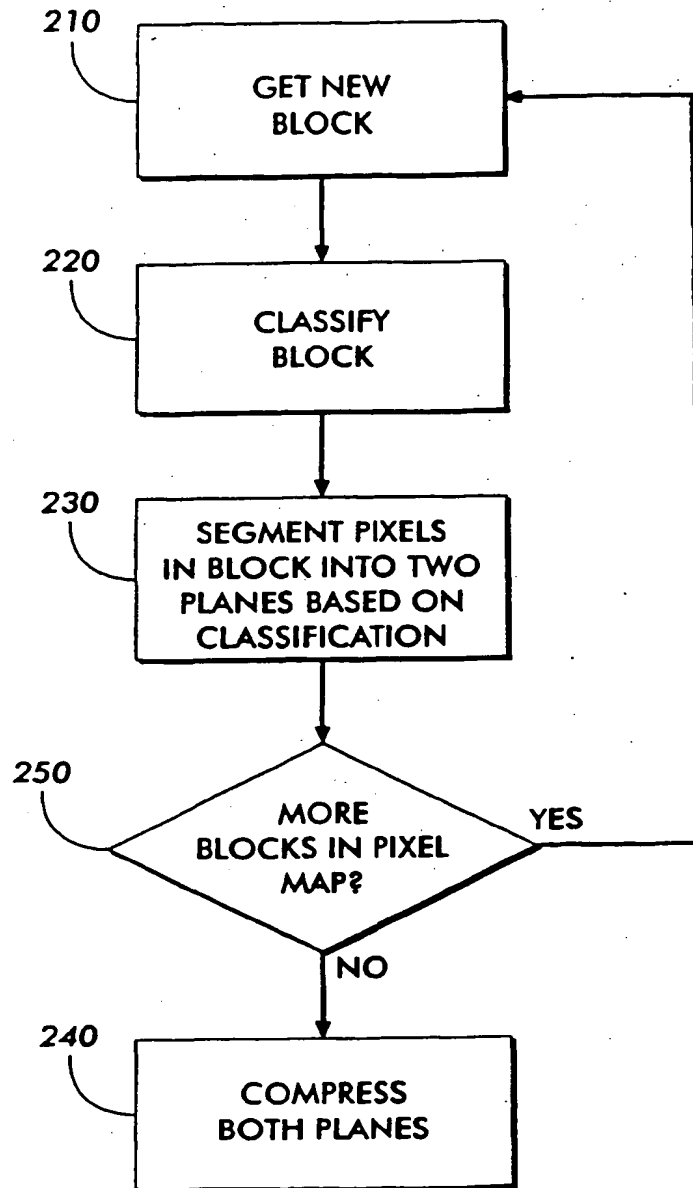 210
GET NEW
BLOCK
220
CLASSIFY
BLOCK
230
SEGMENT PIXELS
IN BLOCK INTO TWO
PLANES BASED ON
CLASSIFICATION
250
MORE
BLOCKS IN PIXEL
MAP?
YES
NO
240
COMPRESS
BOTH PLANES